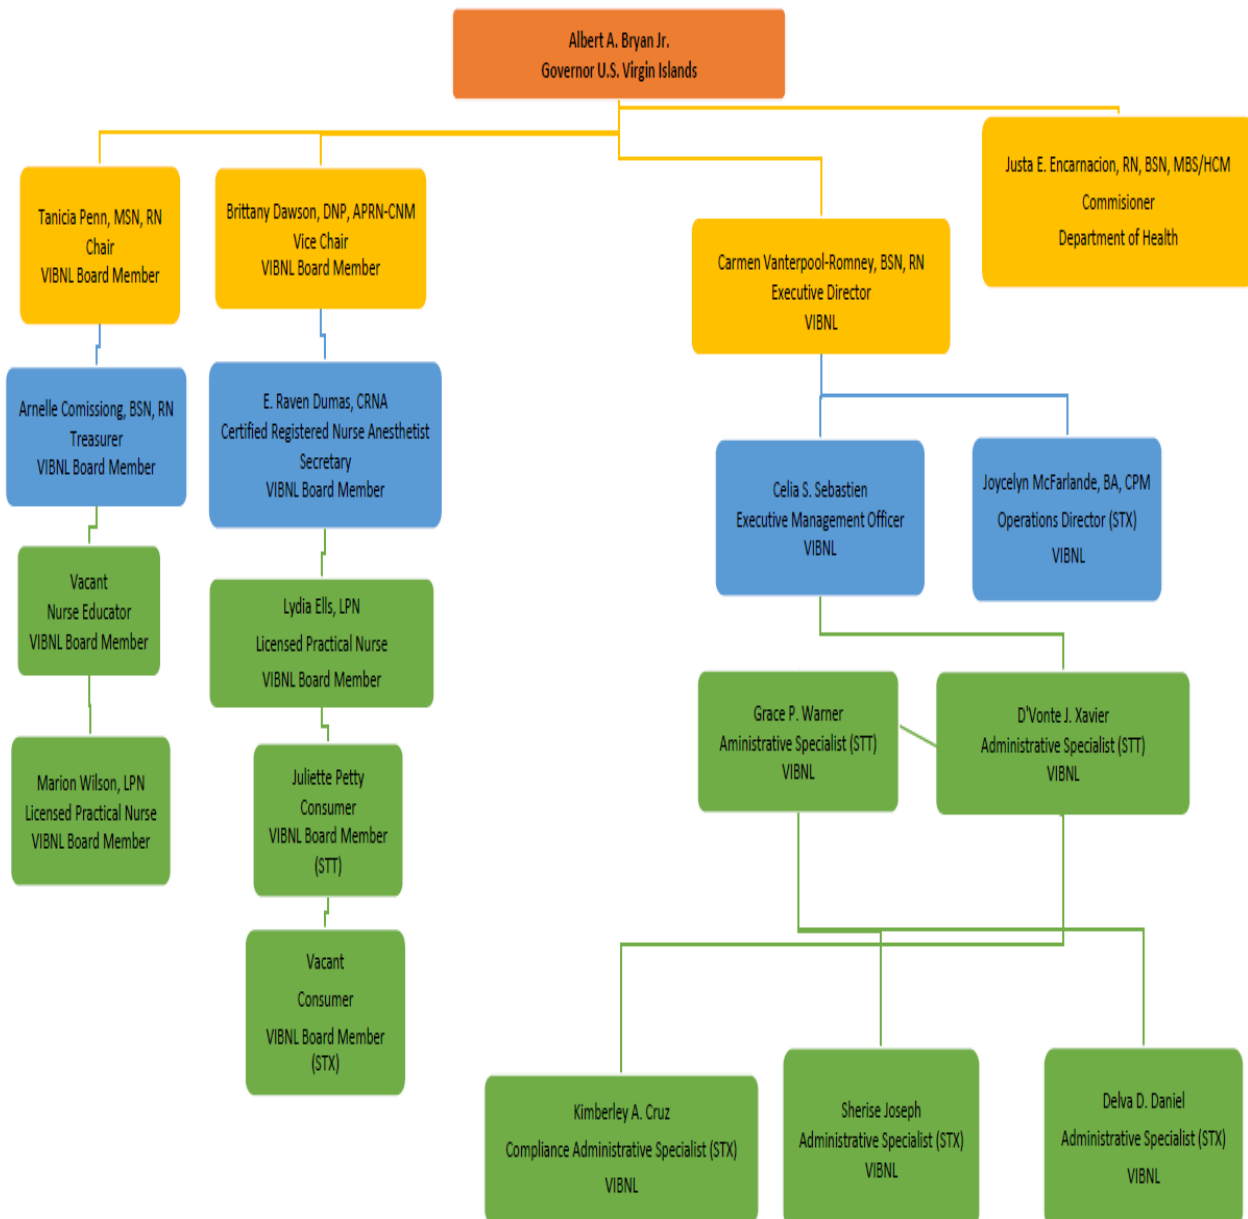 Albert A. Bryan Jr.
Governor U.S. Virgin Islands
Justa E. Encarnacion, RN, BSN, MBS/HCM
Commisioner
Department of Health
Tanicia Penn, MSN, RN
Chair
VIBNL Board Member
Brittany Dawson, DNP, APRN-CNM
Vice Chair
VIBNL Board Member
Carmen Vanterpool-Romney, BSN, RN
Executive Director
VIBNL
Arnelle Comissiong, BSN, RN
Treasurer
VIBNL Board Member
E. Raven Dumas, CRNA
Certified Registered Nurse Anesthetist
Secretary
VIBNL Board Member
Celia S. Sebastien
Executive Management Officer
VIBNL
Joycelyn McFarlande, BA, CPM
Operations Director (STX)
VIBNL
Vacant
Nurse Educator
VIBNL Board Member
Lydia Ells, LPN
Licensed Practical Nurse
VIBNL Board Member
Grace P. Warner
Aministrative Specialist (STT)
VIBNL
D'Vonte J. Xavier
Administrative Specialist (STT)
VIBNL
Marion Wilson, LPN
Licensed Practical Nurse
VIBNL Board Member
Juliette Petty
Consumer
VIBNL Board Member
(STT)
Vacant
Consumer
VIBNL Board Member
(STX)
Kimberley A. Cruz
Compliance Administrative Specialist (STX)
VIBNL
Sherise Joseph
Administrative Specialist (STX)
VIBNL
Delva D. Daniel
Administrative Specialist (STX)
VIBNL